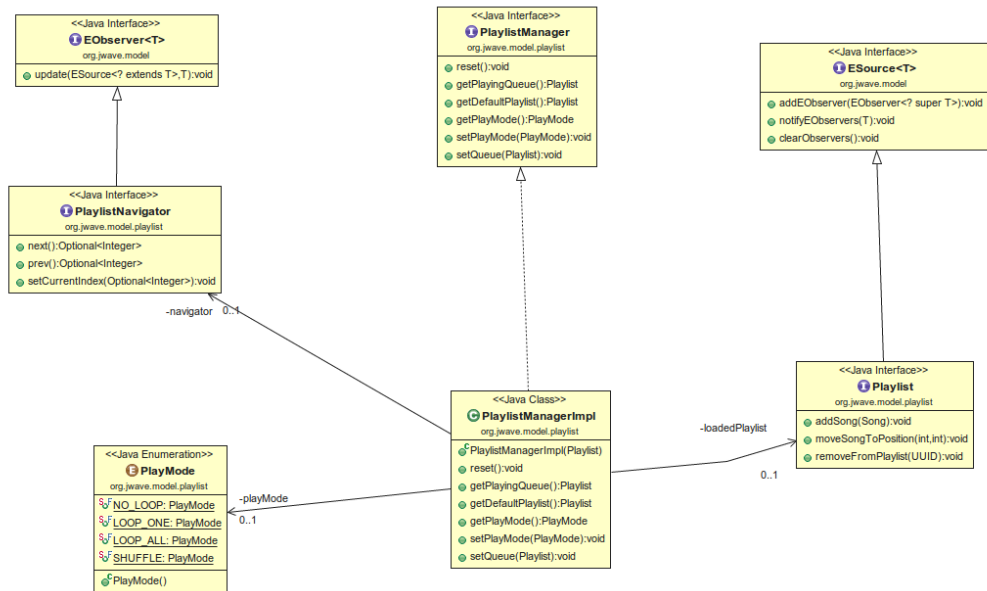 <<Java Interface>>
EObserver<T>
org.jwave.model
update(ESource<? extends T>,T):void
<<Java Interface>>
PlaylistManager
org.jwave.model.playlist
reset():void
getPlayingQueue():Playlist
getDefaultPlaylist():Playlist
getPlayMode():PlayMode
setPlayMode(PlayMode):void
setQueue(Playlist):void
<<Java Interface>>
ESource<T>
org.jwave.model
addEObserver(EObserver<? super T>):void
notifyEObservers(T):void
clearObservers():void
<<Java Interface>>
PlaylistNavigator
org.jwave.model.playlist
next():Optional<Integer>
prev():Optional<Integer>
setCurrentIndex(Optional<Integer>):void
-navigator 0..1
<<Java Class>>
PlaylistManagerImpl
org.jwave.model.playlist
PlaylistManagerImpl(Playlist)
reset():void
getPlayingQueue():Playlist
getDefaultPlaylist():Playlist
getPlayMode():PlayMode
setPlayMode(PlayMode):void
setQueue(Playlist):void
-loadedPlaylist
0..1
<<Java Interface>>
Playlist
org.jwave.model.playlist
addSong(Song):void
moveSongToPosition(int,int):void
removeFromPlaylist(UUID):void
<<Java Enumeration>>
PlayMode
org.jwave.model.playlist
NO_LOOP: PlayMode
LOOP_ONE: PlayMode
LOOP_ALL: PlayMode
SHUFFLE: PlayMode
PlayMode()
-playMode
0..1